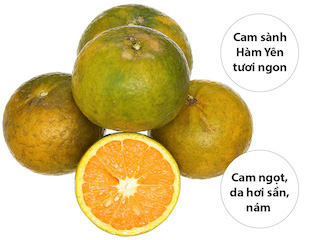 Cam sành
Hàm Yên
tươi ngon
Cam ngọt,
da hơi sần,
nám